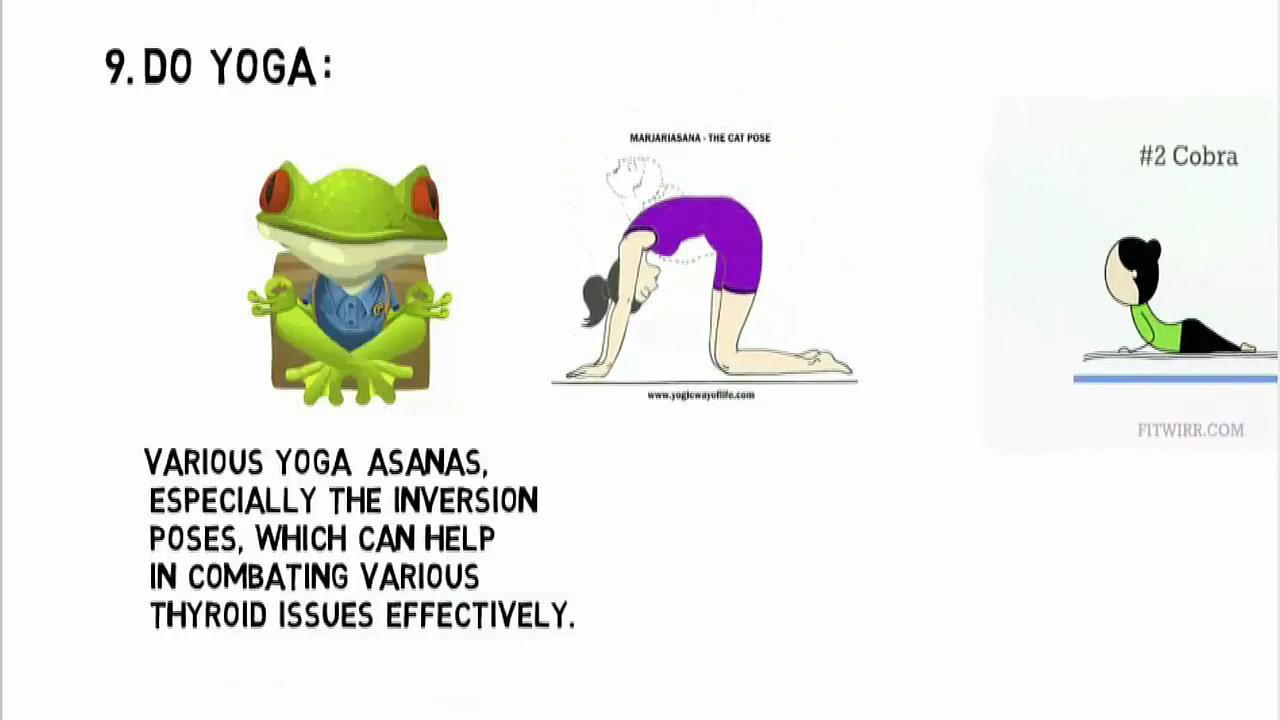 9. DO YOGA:
MARJARIASANA - THE CAT POSE
#2 Cobra
www.yogicwayoflife.com
FITWIRR.COM
VARIOUS YOGA ASANAS,
ESPECIALLY THE INVERSION
POSES, WHICH CAN HELP
IN COMBATING VARIOUS
THYROID ISSUES EFFECTIVELY.